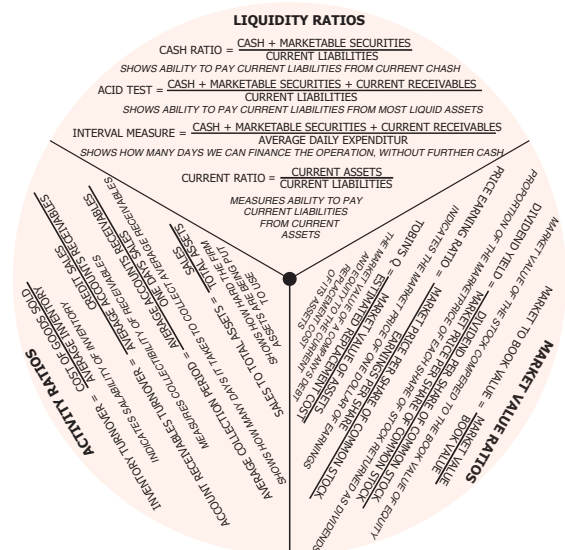 LIQUIDITY RATIOS
CASH RATIO = CASH + MARKETABLE SECURITIES
CURRENT LIABILITIES
SHOWS ABILITY TO PAY CURRENT LIABILITIES FROM CURRENT CHASH
ACID TEST = CASH + MARKETABLE SECURITIES + CURRENT RECEIVABLES
CURRENT LIABILITIES
SHOWS ABILITY TO PAY CURRENT LIABILITIES FROM MOST LIQUID ASSETS
INTERVAL MEASURE = CASH + MARKETABLE SECURITIES + CURRENT RECEIVABLES
AVERAGE DAILY EXPENDITUR
SHOWS HOW MANY DAYS WE CAN FINANCE THE OPERATION, WITHOUT FURTHER CASH
CURRENT RATIO = CURRENT ASSETS
CURRENT LIABILITIES
MEASURES ABILITY TO PAY
CURRENT LIABILITIES
FROM CURRENT
ASSETS
MARKET VALUE RATIOS
MARKET TO BOOK VALUE = MARKET VALUE
BOOK VALUE
MARKET VALUE OF THE STOCK COMPERED TO THE BOOK VALUE OF EQUITY
DIVIDEND YIELD = DIVIDEND PER SHARE OF COMMON STOCK
MARKET PRICE PER SHARE OF COMMON STOCK
PROPORTION OF THE MARKET PRICE OF EACH SHARE OF STOCK RETURNED AS DIVIDENDS
PRICE EARNING RATIO = MARKET PRICE PER SHARE OF COMMON STOCK
EARNINGS PER SHARE
INDICATES THE MARKET PRICE OF ONE DOLLAR OF EARNINGS
TOBIN'S Q = MARKET VALUE OF ASSETS
ESTIMATED REPLACEMENT COST
THE MARKET VALUE OF A COMPANY'S DEBT
AND EQUITY TO THE CURRENT
REPLACEMENT COST
OF ITS ASSETS
ACTIVITY RATIOS
INVENTORY TURNOVER = COST OF GOODS SOLD
AVERAGE INVENTORY
INDICATES SALABILITY OF INVENTORY
ACCOUNT RECEIVABLES TURNOVER = CREDIT SALES
AVERAGE ACCOUNTS RECEIVABLES
MEASURES COLLECTIBILITY OF RECEIVABLES
AVERAGE COLLECTION PERIOD = AVERAGE ACCOUNTS RECEIVABLES
AVERAGE ONE DAYS SALES
SHOWS HOW MANY DAYS IT TAKES TO COLLECT AVERAGE RECEIVABLES
SALES TO TOTAL ASSETS = SALES
TOTAL ASSETS
SHOWS HOW HARD THE FIRM
ASSETS ARE BEING PUT
TO USE